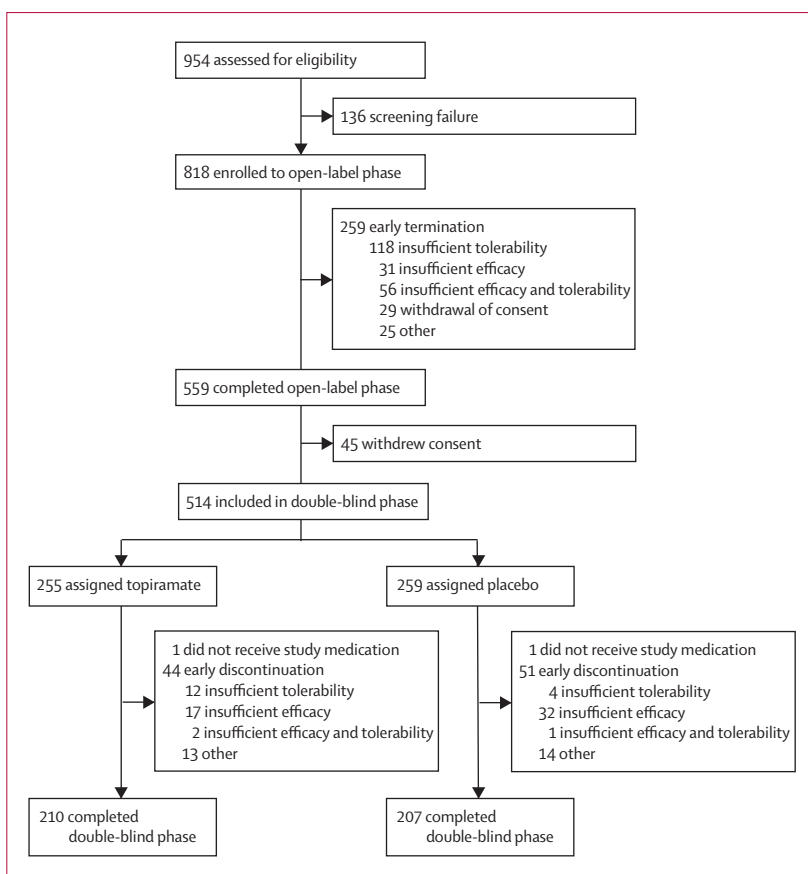 954 assessed for eligibility
136 screening failure
818 enrolled to open-label phase
259 early termination
118 insufficient tolerability
31 insufficient efficacy
56 insufficient efficacy and tolerability
29 withdrawal of consent
25 other
559 completed open-label phase
45 withdrew consent
514 included in double-blind phase
255 assigned topiramate
259 assigned placebo
1 did not receive study medication
44 early discontinuation
12 insufficient tolerability
17 insufficient efficacy
2 insufficient efficacy and tolerability
13 other
1 did not receive study medication
51 early discontinuation
4 insufficient tolerability
32 insufficient efficacy
1 insufficient efficacy and tolerability
14 other
210 completed
double-blind phase
207 completed
double-blind phase